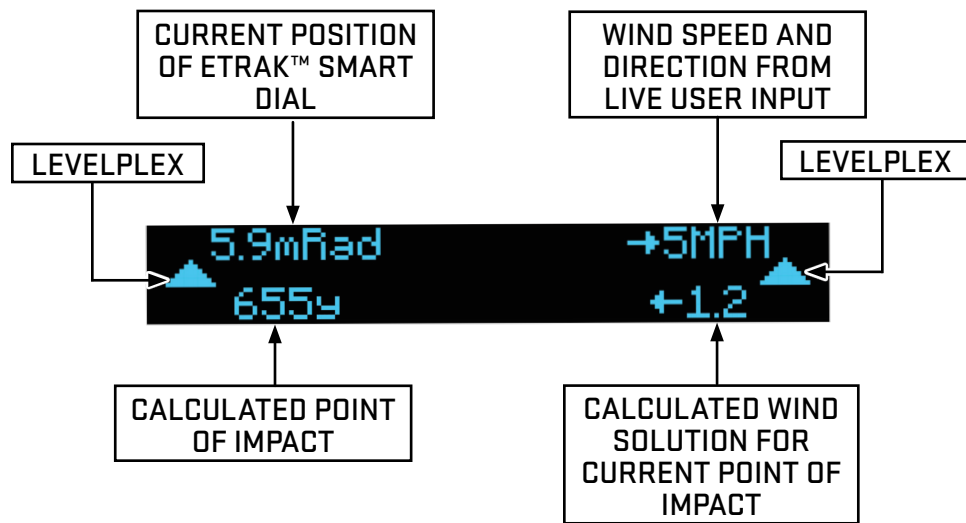 CURRENT POSITION
OF ETRAK™ SMART
DIAL
WIND SPEED AND
DIRECTION FROM
LIVE USER INPUT
LEVELPLEX
LEVELPLEX
5.9mRad
→5MPH
655y
←1.2
CALCULATED POINT
OF IMPACT
CALCULATED WIND
SOLUTION FOR
CURRENT POINT OF
IMPACT